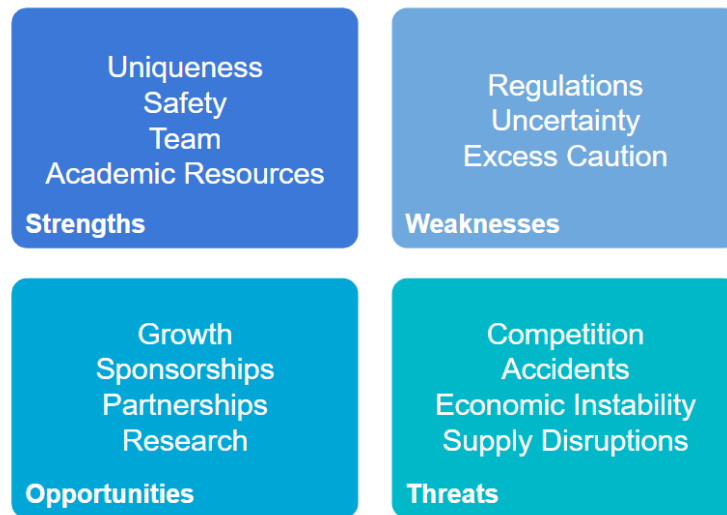 Uniqueness
Safety
Team
Academic Resources
Strengths
Regulations
Uncertainty
Excess Caution
Weaknesses
Growth
Sponsorships
Partnerships
Research
Opportunities
Competition
Accidents
Economic Instability
Supply Disruptions
Threats